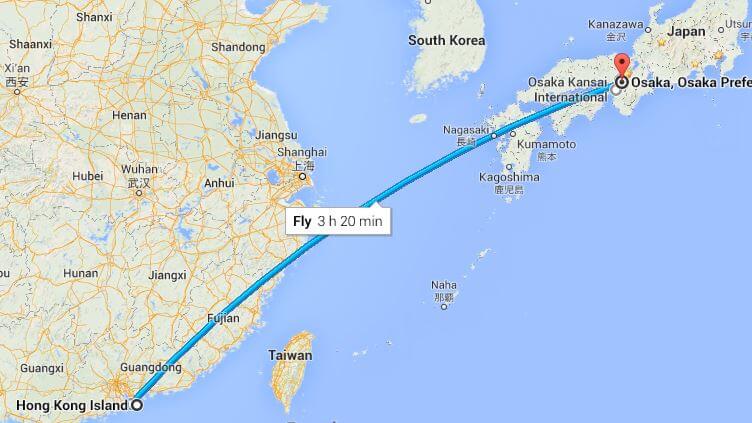 Shanxi
Shaanxi
Shandong
Xi'an
西安
Henan
Jiangsu
Shanghai
上海
Hubei
Wuhan
武汉
Anhui
Hunan
Jiangxi
Fujian
Guangxi
Guangdong
Hong Kong Island
Taiwan
Fly 3 h 20 min
Naha
那覇
South Korea
Kanazawa
金沢
Japan
Utsun
Osaka Kansai
International
Osaka, Osaka Prefe
Nagasaki
長崎
Kumamoto
熊本
Kagoshima
鹿児島